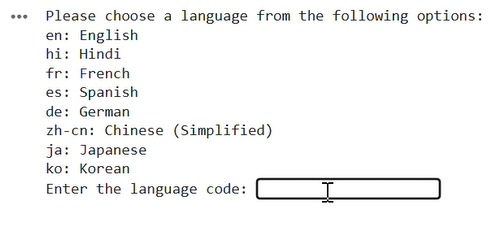 Please choose a language from the following options:
en: English
hi: Hindi
fr: French
es: Spanish
de: German
zh-cn: Chinese (Simplified)
ja: Japanese
ko: Korean
Enter the language code: